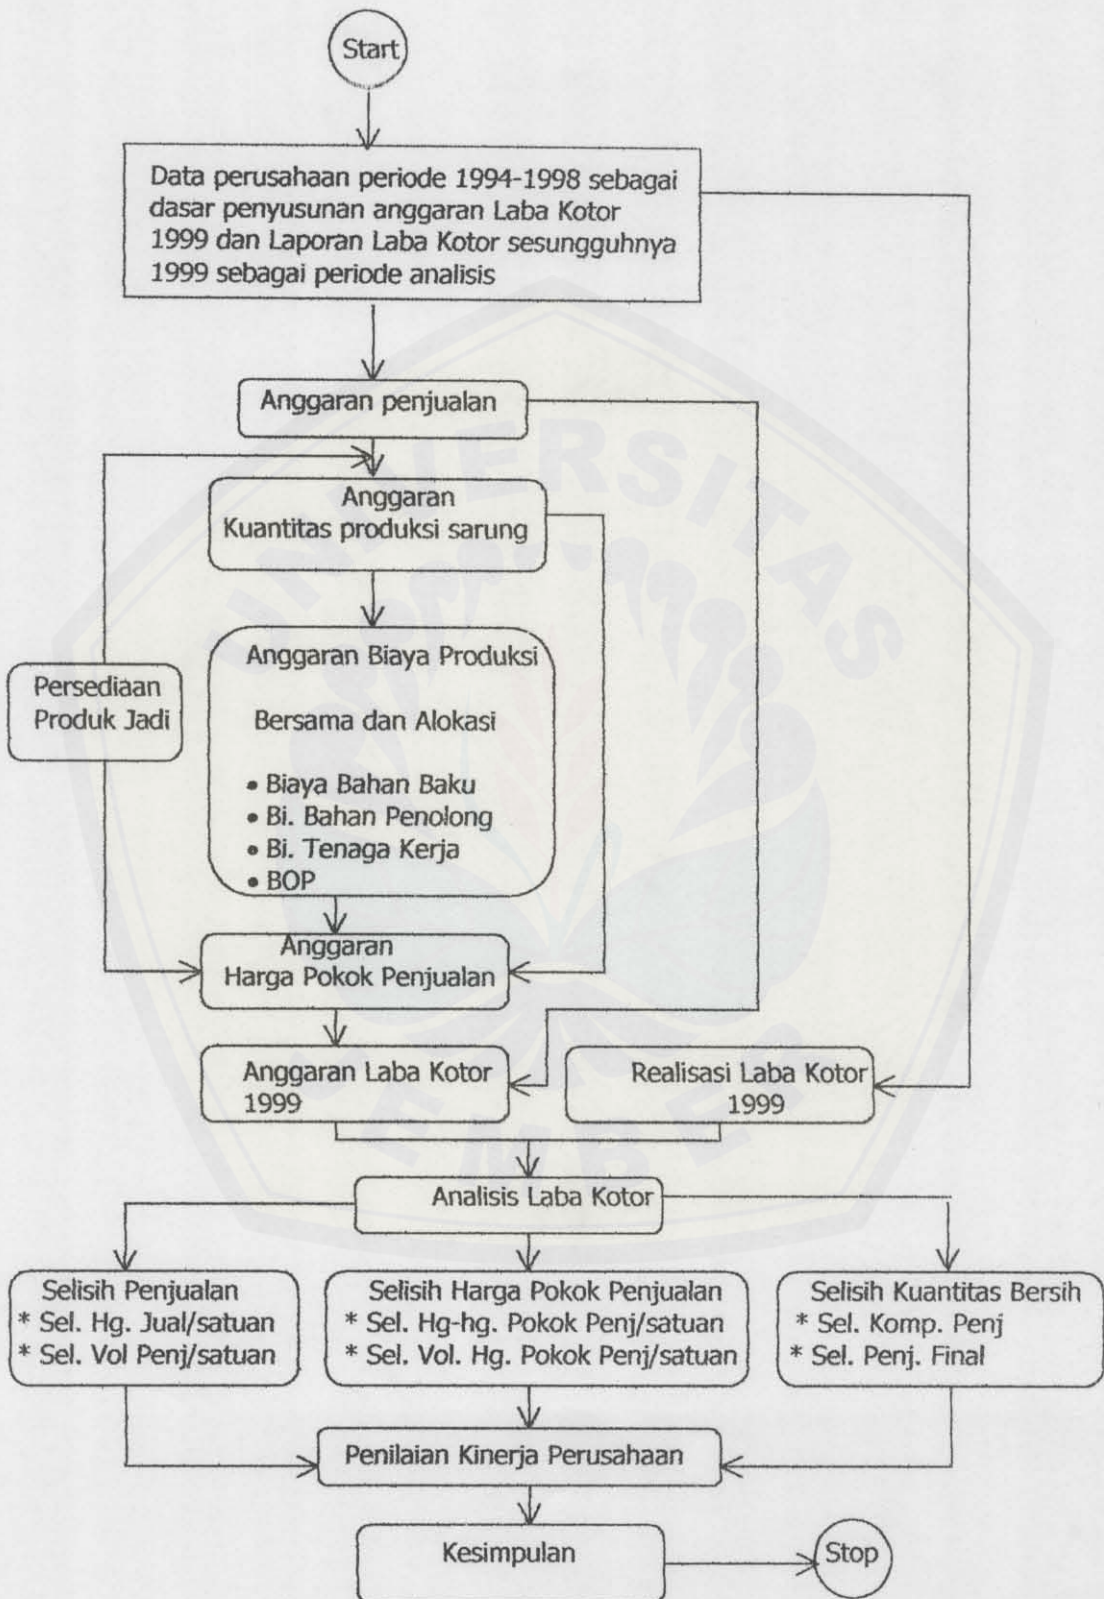 Start
Data perusahaan periode 1994-1998 sebagai
dasar penyusunan anggaran Laba Kotor
1999 dan Laporan Laba Kotor sesungguhnya
1999 sebagai periode analisis
Anggaran penjualan
Anggaran
Kuantitas produksi sarung
Persediaan
Produk Jadi
Anggaran Biaya Produksi
Bersama dan Alokasi
• Biaya Bahan Baku
• Bi. Bahan Penolong
• Bi. Tenaga Kerja
• BOP
Anggaran
Harga Pokok Penjualan
Anggaran Laba Kotor
1999
Realisasi Laba Kotor
1999
Analisis Laba Kotor
Selisih Penjualan
* Sel. Hg. Jual/satuan
* Sel. Vol Penj/satuan
Selisih Harga Pokok Penjualan
* Sel. Hg-hg. Pokok Penj/satuan
* Sel. Vol. Hg. Pokok Penj/satuan
Selisih Kuantitas Bersih
* Sel. Komp. Penj
* Sel. Penj. Final
Penilaian Kinerja Perusahaan
Kesimpulan
Stop
UNIVERSITAS
JEMBER